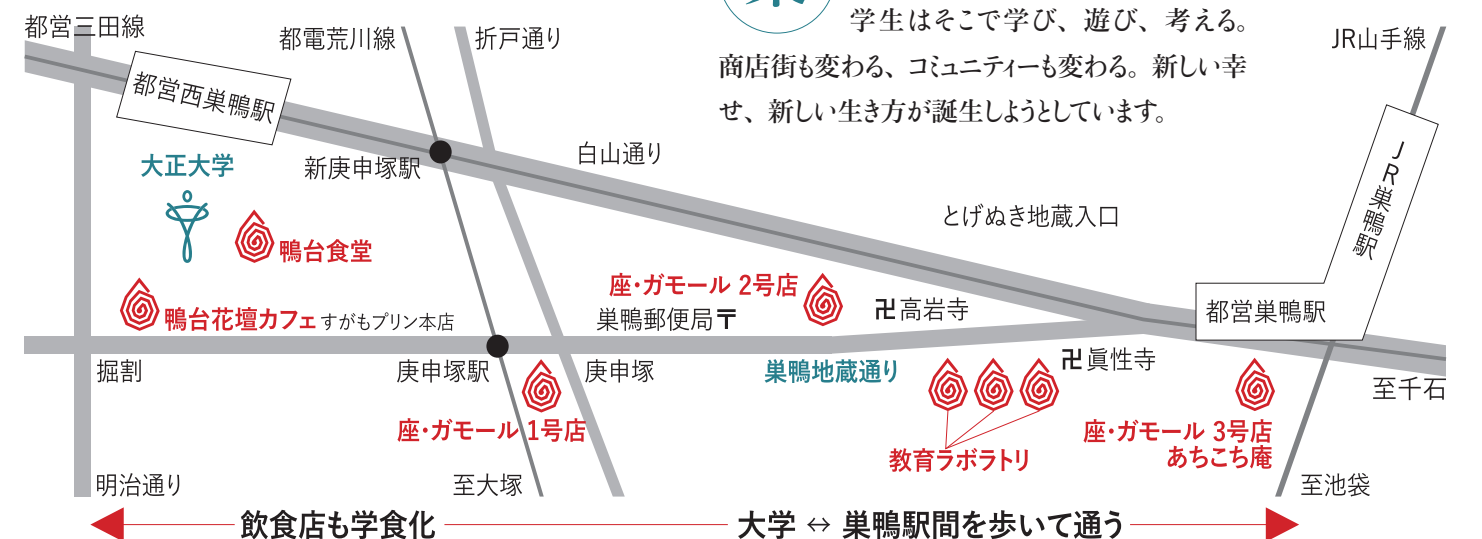 学生はそこで学び、遊び、考える。
商店街も変わる、コミュニティーも変わる。新しい幸
せ、新しい生き方が誕生しようとしています。
都営三田線
都電荒川線
折戸通り
JR山手線
都営西巣鴨駅
大正大学
新庚申塚駅
白山通り
とげぬき地蔵入口
JR巣鴨駅
鴨台食堂
座・ガモール 2号店
鴨台花壇カフェ すがもプリン本店
巣鴨郵便局〒
卍高岩寺
都営巣鴨駅
掘割
庚申塚駅
庚申塚
巣鴨地蔵通り
卍眞性寺
至千石
座・ガモール 1号店
教育ラボラトリ
座・ガモール 3号店
あちこち庵
明治通り
至大塚
至池袋
飲食店も学食化
大学 ↔ 巣鴨駅間を歩いて通う